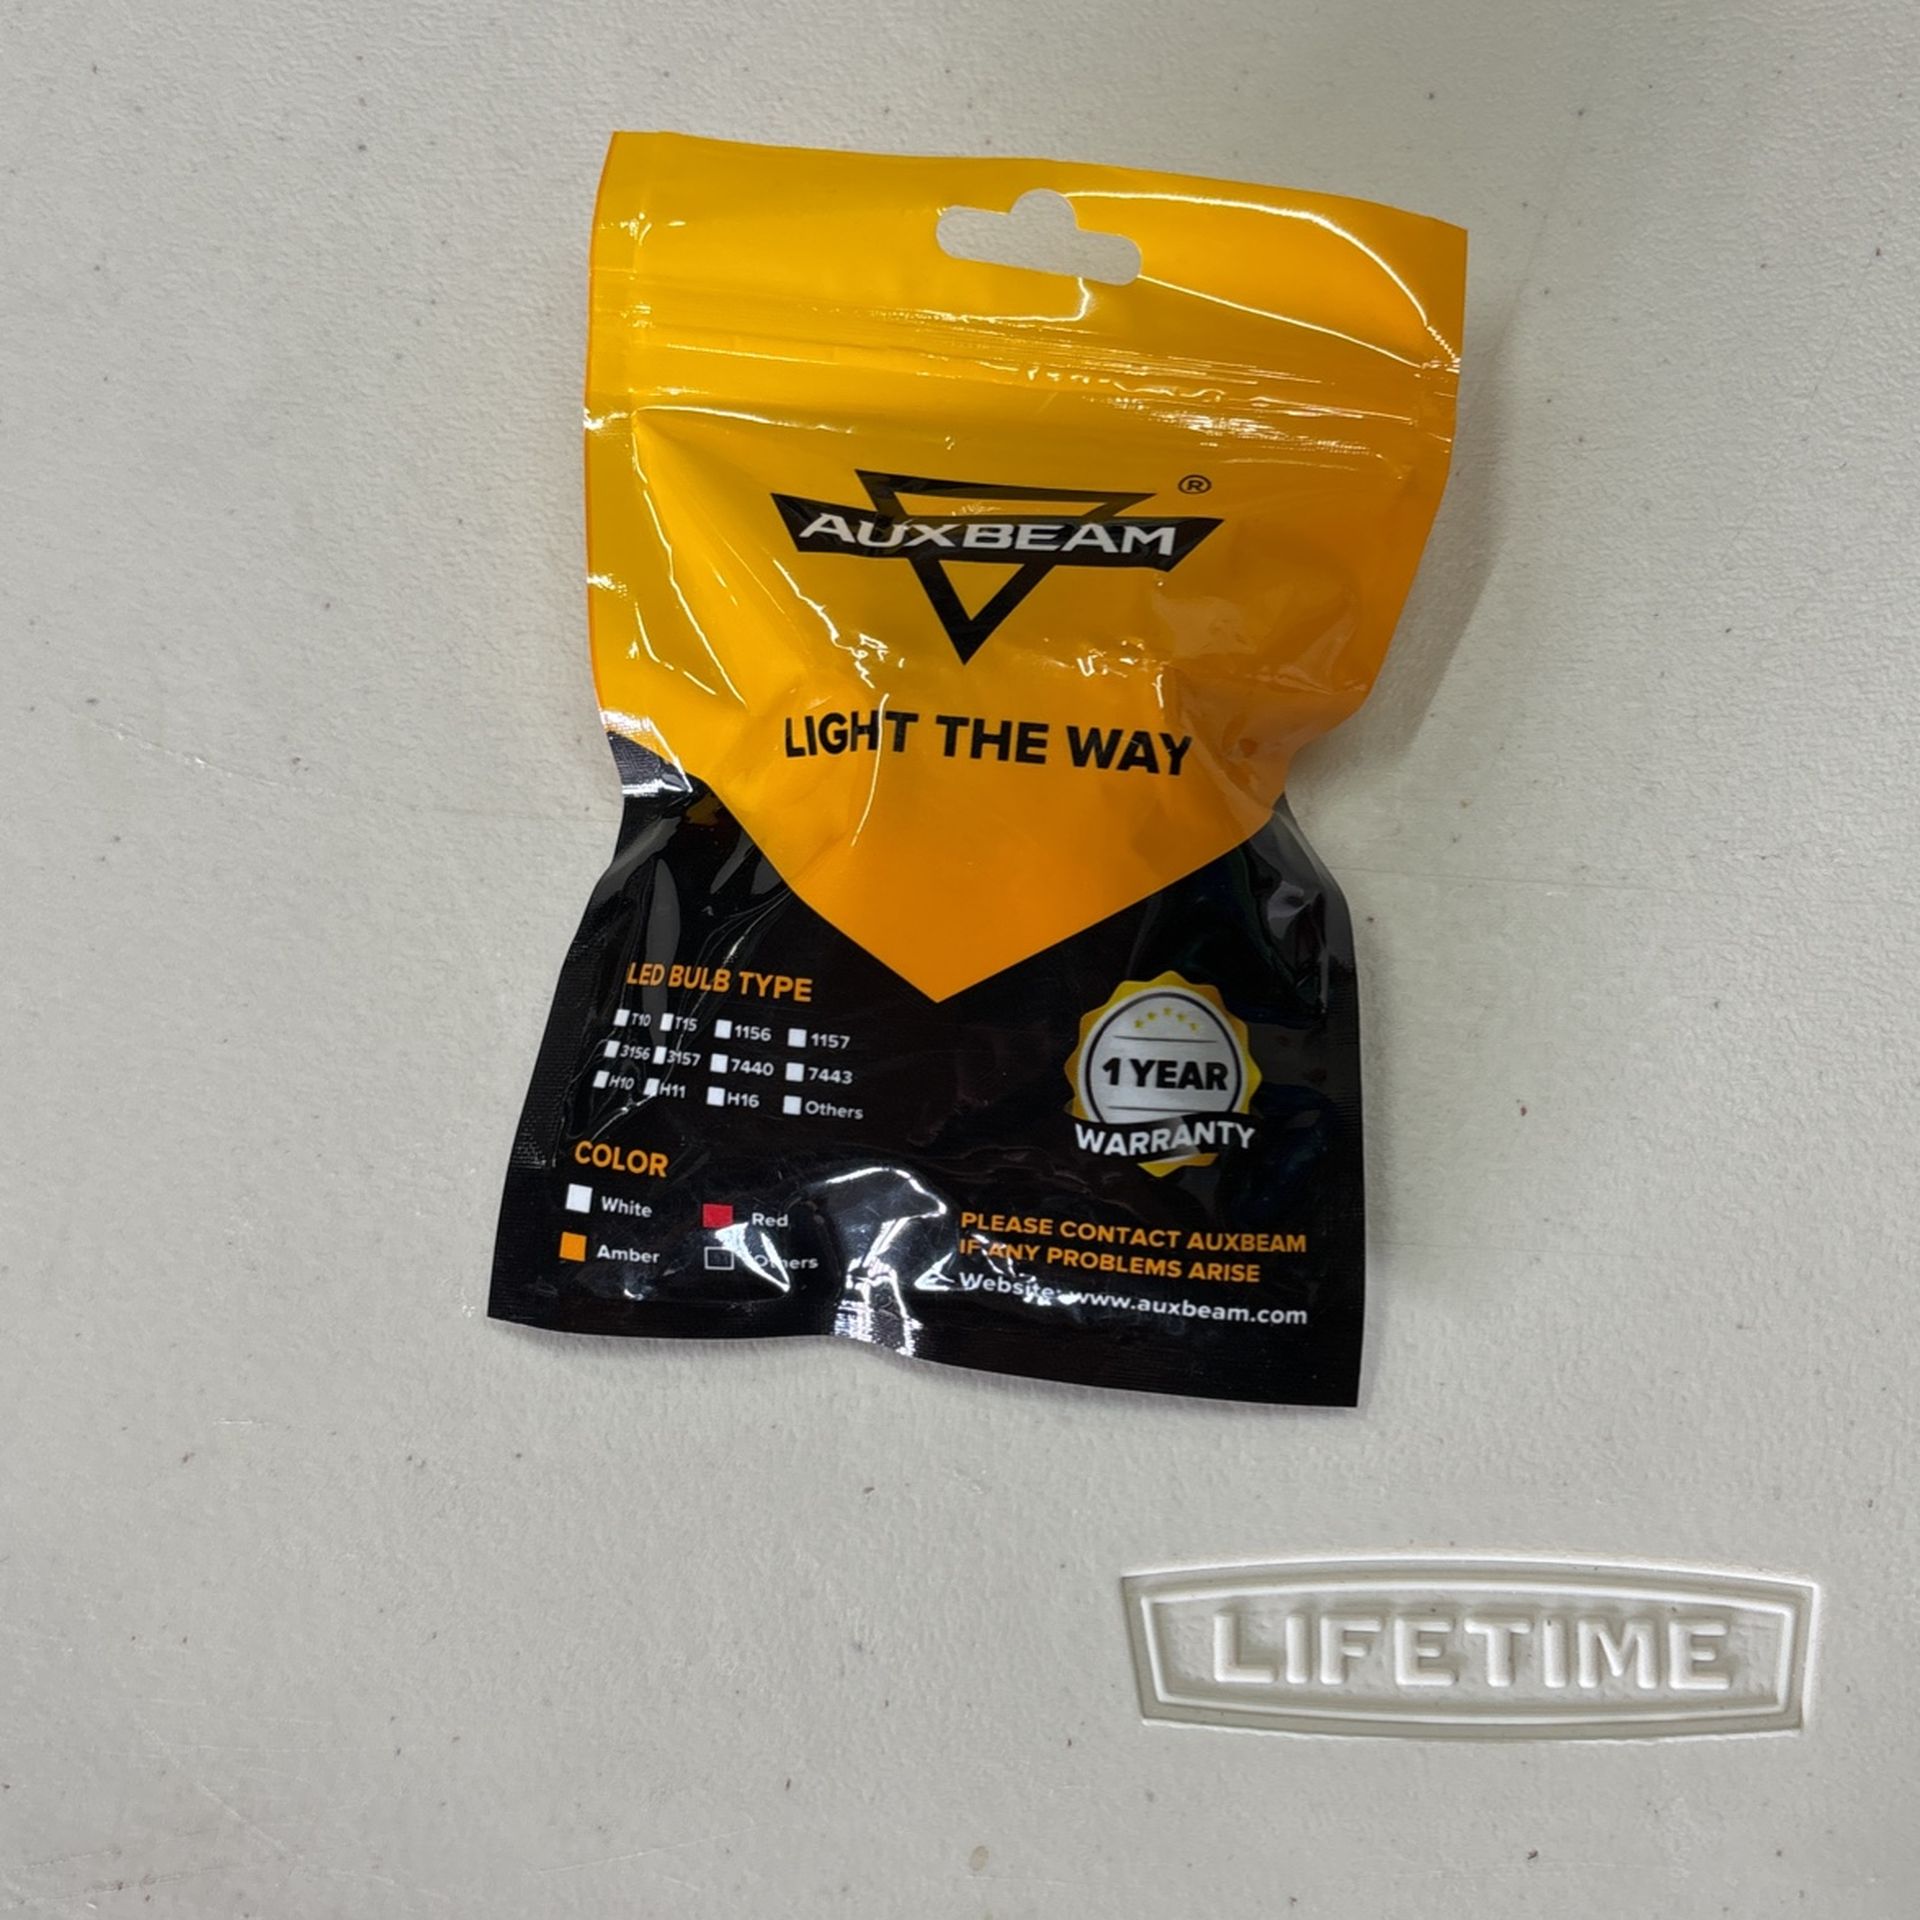 AUXBEAM ®
LIGHT THE WAY
LED BULB TYPE
T10 T15 1156 1157
3156 3157 7440 7443
H10 H11 H16 Others
COLOR
White Red
Amber Others
1 YEAR
WARRANTY
PLEASE CONTACT AUXBEAM
IF ANY PROBLEMS ARISE
Website: www.auxbeam.com
LIFETIME